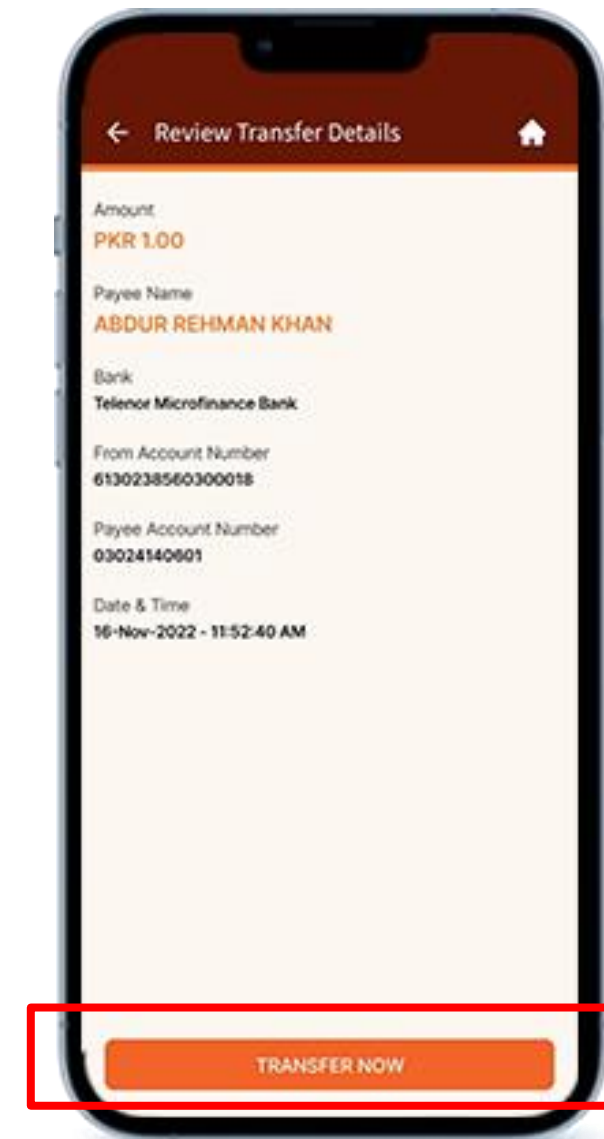 Review Transfer Details
Amount
PKR 1.00
Payee Name
ABDUR REHMAN KHAN
Bank
Telenor Microfinance Bank
From Account Number
6130238560300018
Payee Account Number
03024140601
Date & Time
16-Nov-2022 - 11:52:40 AM
TRANSFER NOW